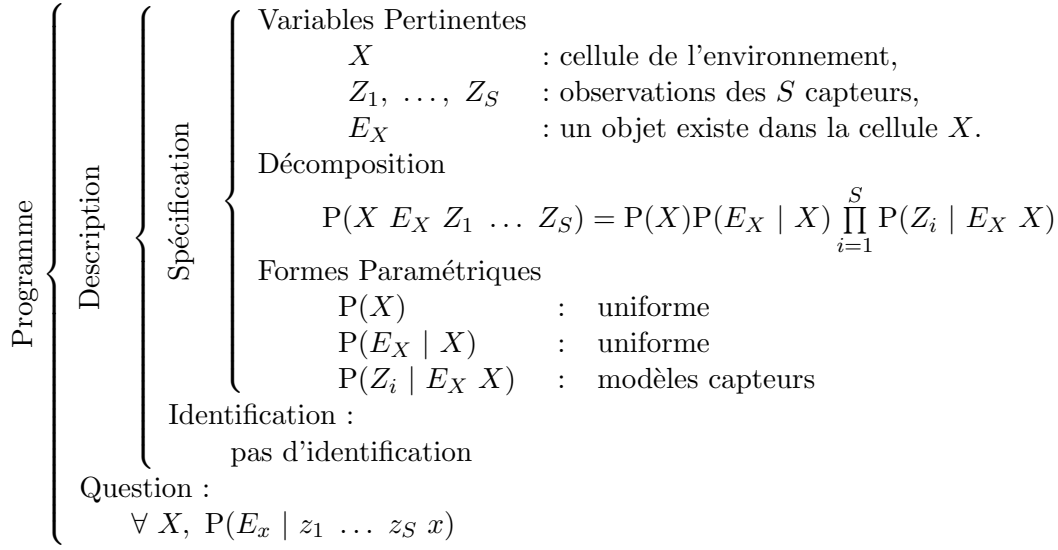 Programme
Description
Spécification
Variables Pertinentes
X : cellule de l'environnement,
Z_1, …, Z_S : observations des S capteurs,
E_X : un objet existe dans la cellule X.
Décomposition
P(X E_X Z_1 … Z_S) = P(X)P(E_X | X) ∏_{i=1}^{S} P(Z_i | E_X X)
Formes Paramétriques
P(X) : uniforme
P(E_X | X) : uniforme
P(Z_i | E_X X) : modèles capteurs
Identification :
pas d'identification
Question :
∀ X, P(E_x | z_1 … z_S x)